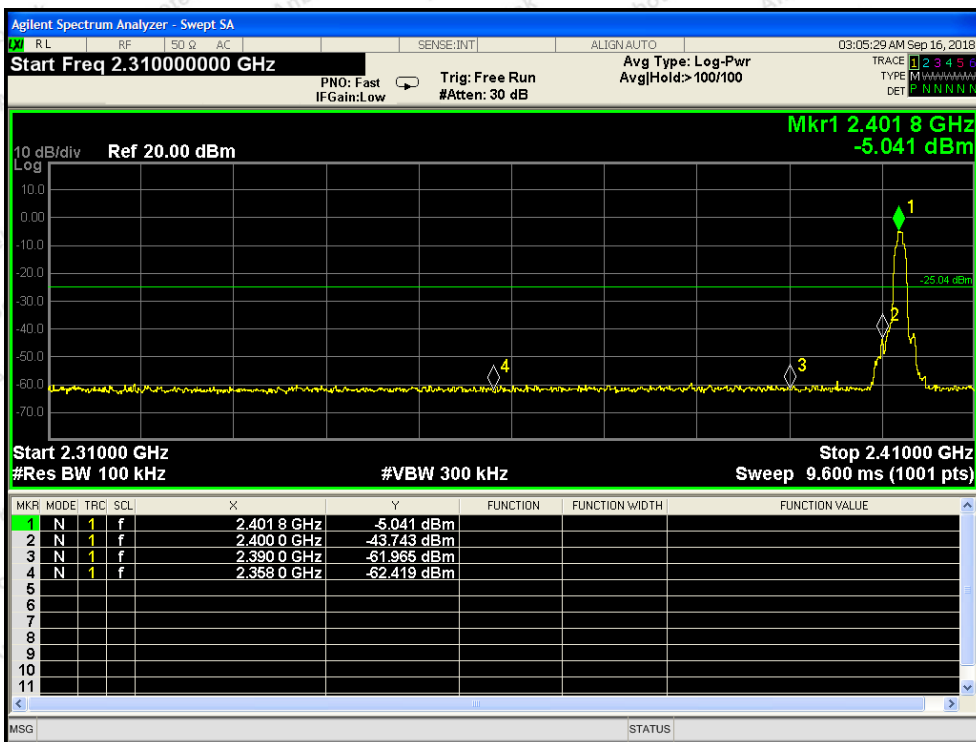 Agilent Spectrum Analyzer - Swept SA
LXI RL RF 50 Ω AC SENSE:INT ALIGN AUTO 03:05:29 AM Sep 16, 2018
Start Freq 2.310000000 GHz
PNO: Fast
IFGain:Low
Trig: Free Run
#Atten: 30 dB
Avg Type: Log-Pwr
Avg|Hold:>100/100
TRACE 1 2 3 4 5 6
TYPE M WWWWW
DET P N N N N N
Mkr1 2.401 8 GHz
-5.041 dBm
10 dB/div Ref 20.00 dBm
Log
10.0
0.00
-10.0
-20.0
-30.0
-40.0
-50.0
-60.0
-70.0
1
-25.04 dBm
2
3
4
Start 2.31000 GHz Stop 2.41000 GHz
#Res BW 100 kHz #VBW 300 kHz Sweep 9.600 ms (1001 pts)
MKR MODE TRC SCL X Y FUNCTION FUNCTION WIDTH FUNCTION VALUE
1 N 1 f 2.401 8 GHz -5.041 dBm
2 N 1 f 2.400 0 GHz -43.743 dBm
3 N 1 f 2.390 0 GHz -61.965 dBm
4 N 1 f 2.358 0 GHz -62.419 dBm
5
6
7
8
9
10
11
MSG STATUS